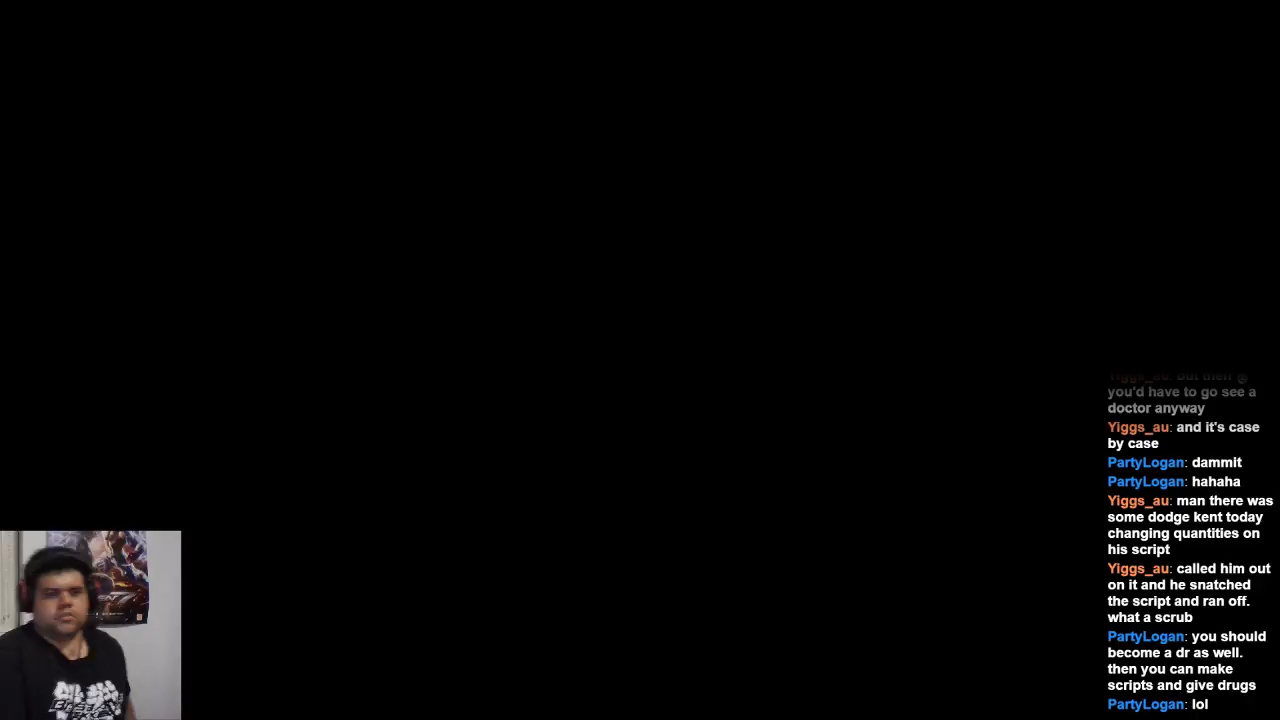 Yiggs_au: But then
you'd have to go see a
doctor anyway
Yiggs_au: and it's case
by case
PartyLogan: dammit
PartyLogan: hahaha
Yiggs_au: man there was
some dodge kent today
changing quantities on
his script
Yiggs_au: called him out
on it and he snatched
the script and ran off.
what a scrub
PartyLogan: you should
become a dr as well.
then you can make
scripts and give drugs
PartyLogan: lol